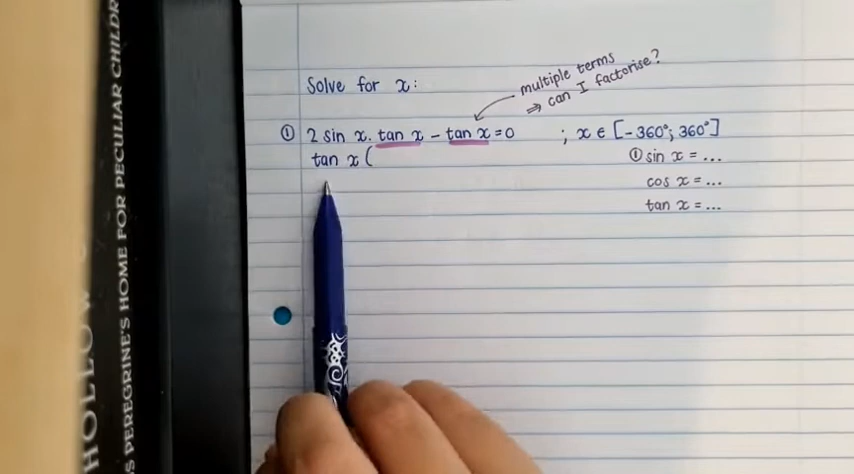 Solve for x:
multiple terms
⇒ can I factorise?
① 2 sin x. tan x - tan x = 0 ; x ∈ [-360°; 360°]
tan x (
① sin x = ...
cos x = ...
tan x = ...
HOLLOW
S PEREGRINE'S HOME FOR PECULIAR CHILDR